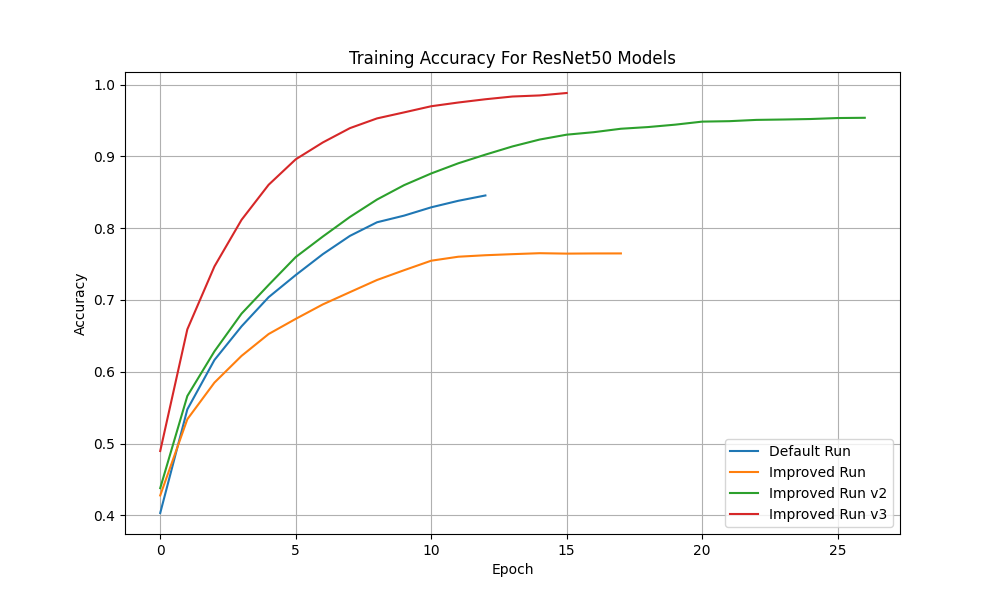 Training Accuracy For ResNet50 Models
1.0
0.9
0.8
0.7
0.6
0.5
0.4
Accuracy
0
5
10
15
20
25
Epoch
Default Run
Improved Run
Improved Run v2
Improved Run v3